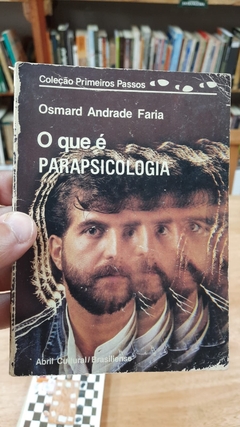 Coleção Primeiros Passos
Osmard Andrade Faria
O que é
PARAPSICOLOGIA
Abril Cultural/Brasiliense